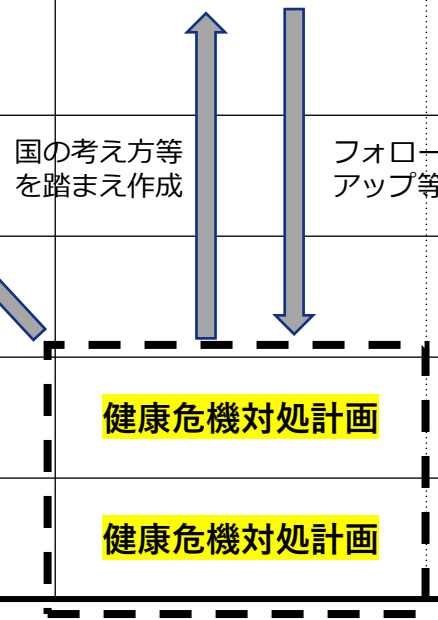 国の考え方等
を踏まえ作成
フォロー
アップ等
健康危機対処計画
健康危機対処計画